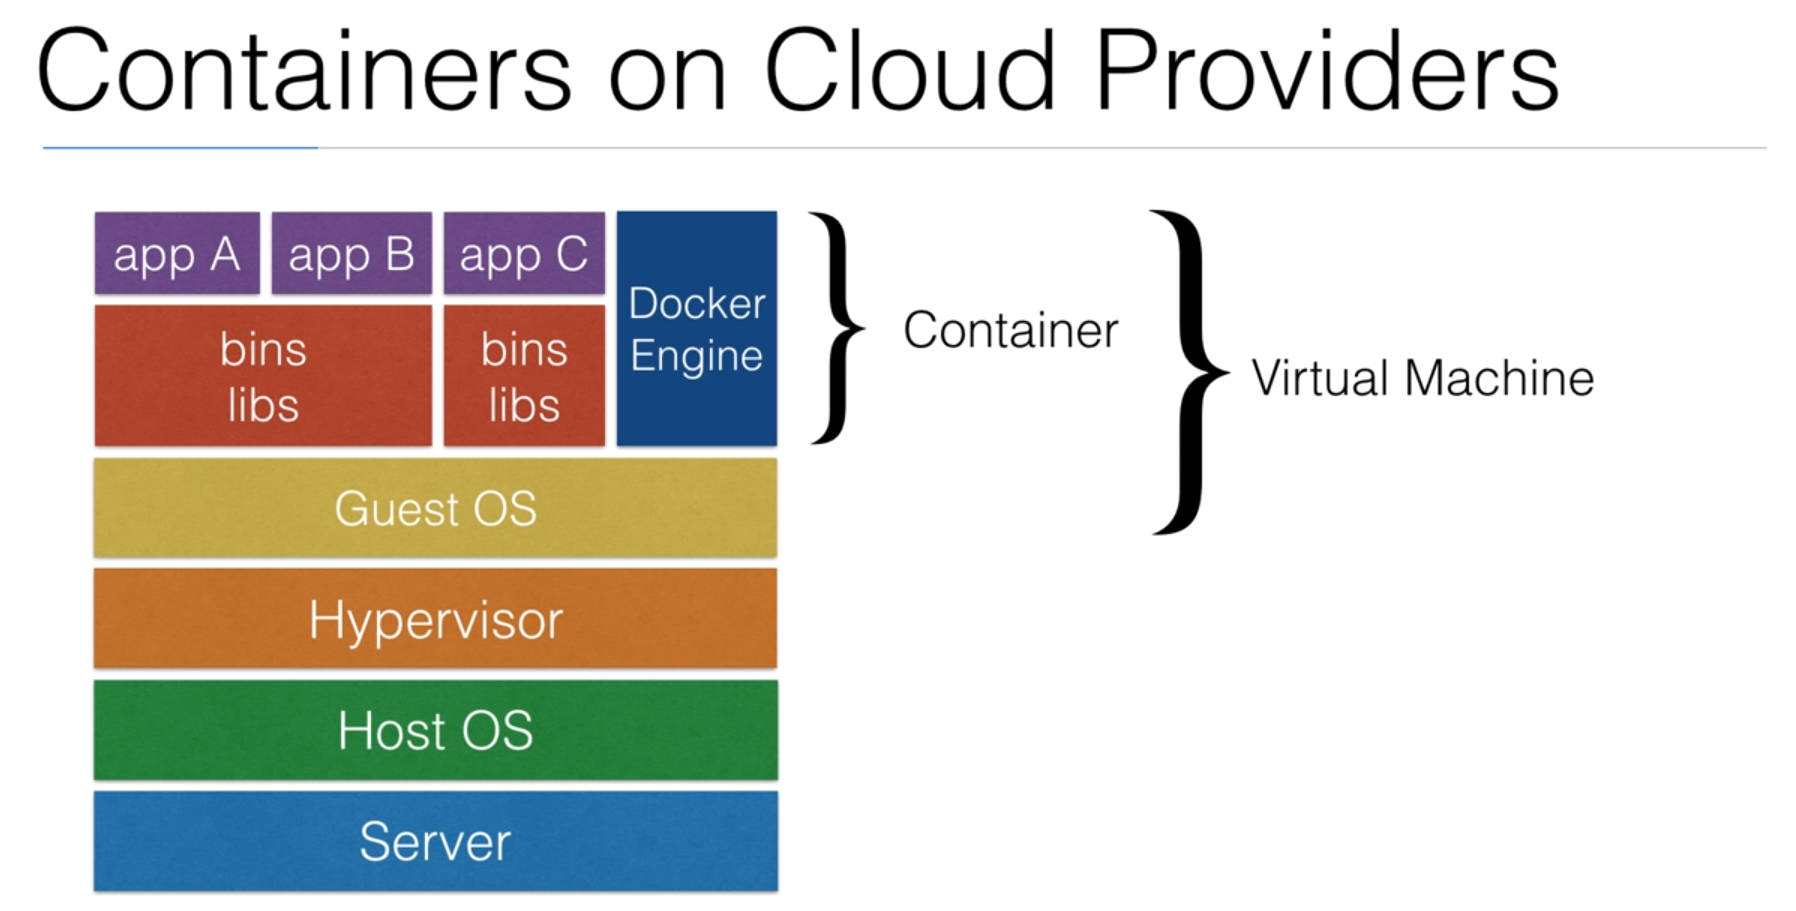 Containers on Cloud Providers
app A
app B
app C
Docker
Engine
bins
libs
bins
libs
Container
Virtual Machine
Guest OS
Hypervisor
Host OS
Server